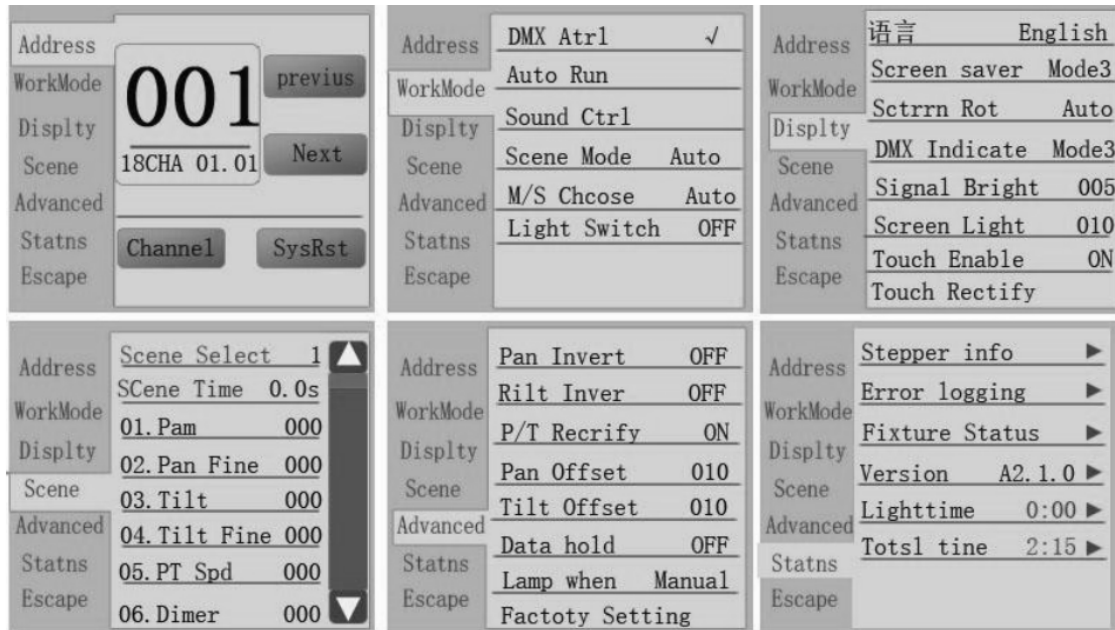 Address
WorkMode
Displty
Scene
Advanced
Statns
Escape
001
18CHA 01.01
previus
Next
Channel
SysRst
Address
WorkMode
Displty
Scene
Advanced
Statns
Escape
DMX Atrl √
Auto Run
Sound Ctrl
Scene Mode Auto
M/S Chcose Auto
Light Switch OFF
Address
WorkMode
Displty
Scene
Advanced
Statns
Escape
语言 English
Screen saver Mode3
Sctrrn Rot Auto
DMX Indicate Mode3
Signal Bright 005
Screen Light 010
Touch Enable ON
Touch Rectify
Address
WorkMode
Displty
Scene
Advanced
Statns
Escape
Scene Select 1
SCene Time 0.0s
01.Pam 000
02.Pan Fine 000
03.Tilt 000
04.Tilt Fine 000
05.PT Spd 000
06.Dimer 000
Address
WorkMode
Displty
Scene
Advanced
Statns
Escape
Pan Invert OFF
Rilt Inver OFF
P/T Recrify ON
Pan Offset 010
Tilt Offset 010
Data hold OFF
Lamp when Manual
Factoty Setting
Address
WorkMode
Displty
Scene
Advanced
Statns
Escape
Stepper info ▶
Error logging ▶
Fixture Status ▶
Version A2.1.0 ▶
Lighttime 0:00 ▶
Totsl tine 2:15 ▶